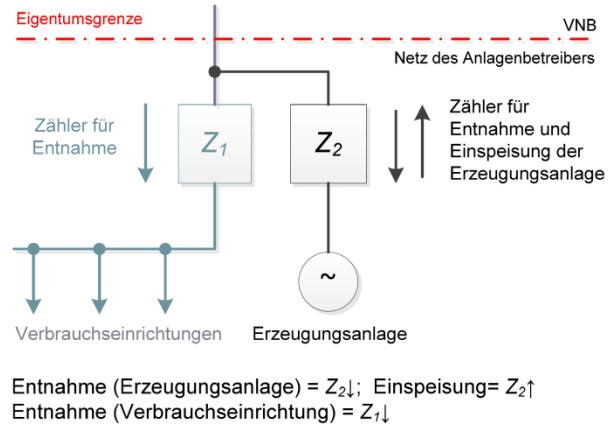 Eigentumsgrenze
VNB
Netz des Anlagenbetreibers
Zähler für
Entnahme
Z1
Z2
Zähler für
Entnahme und
Einspeisung der
Erzeugungsanlage
~
Verbrauchseinrichtungen
Erzeugungsanlage
Entnahme (Erzeugungsanlage) = Z2↓; Einspeisung= Z2↑
Entnahme (Verbrauchseinrichtung) = Z1↓